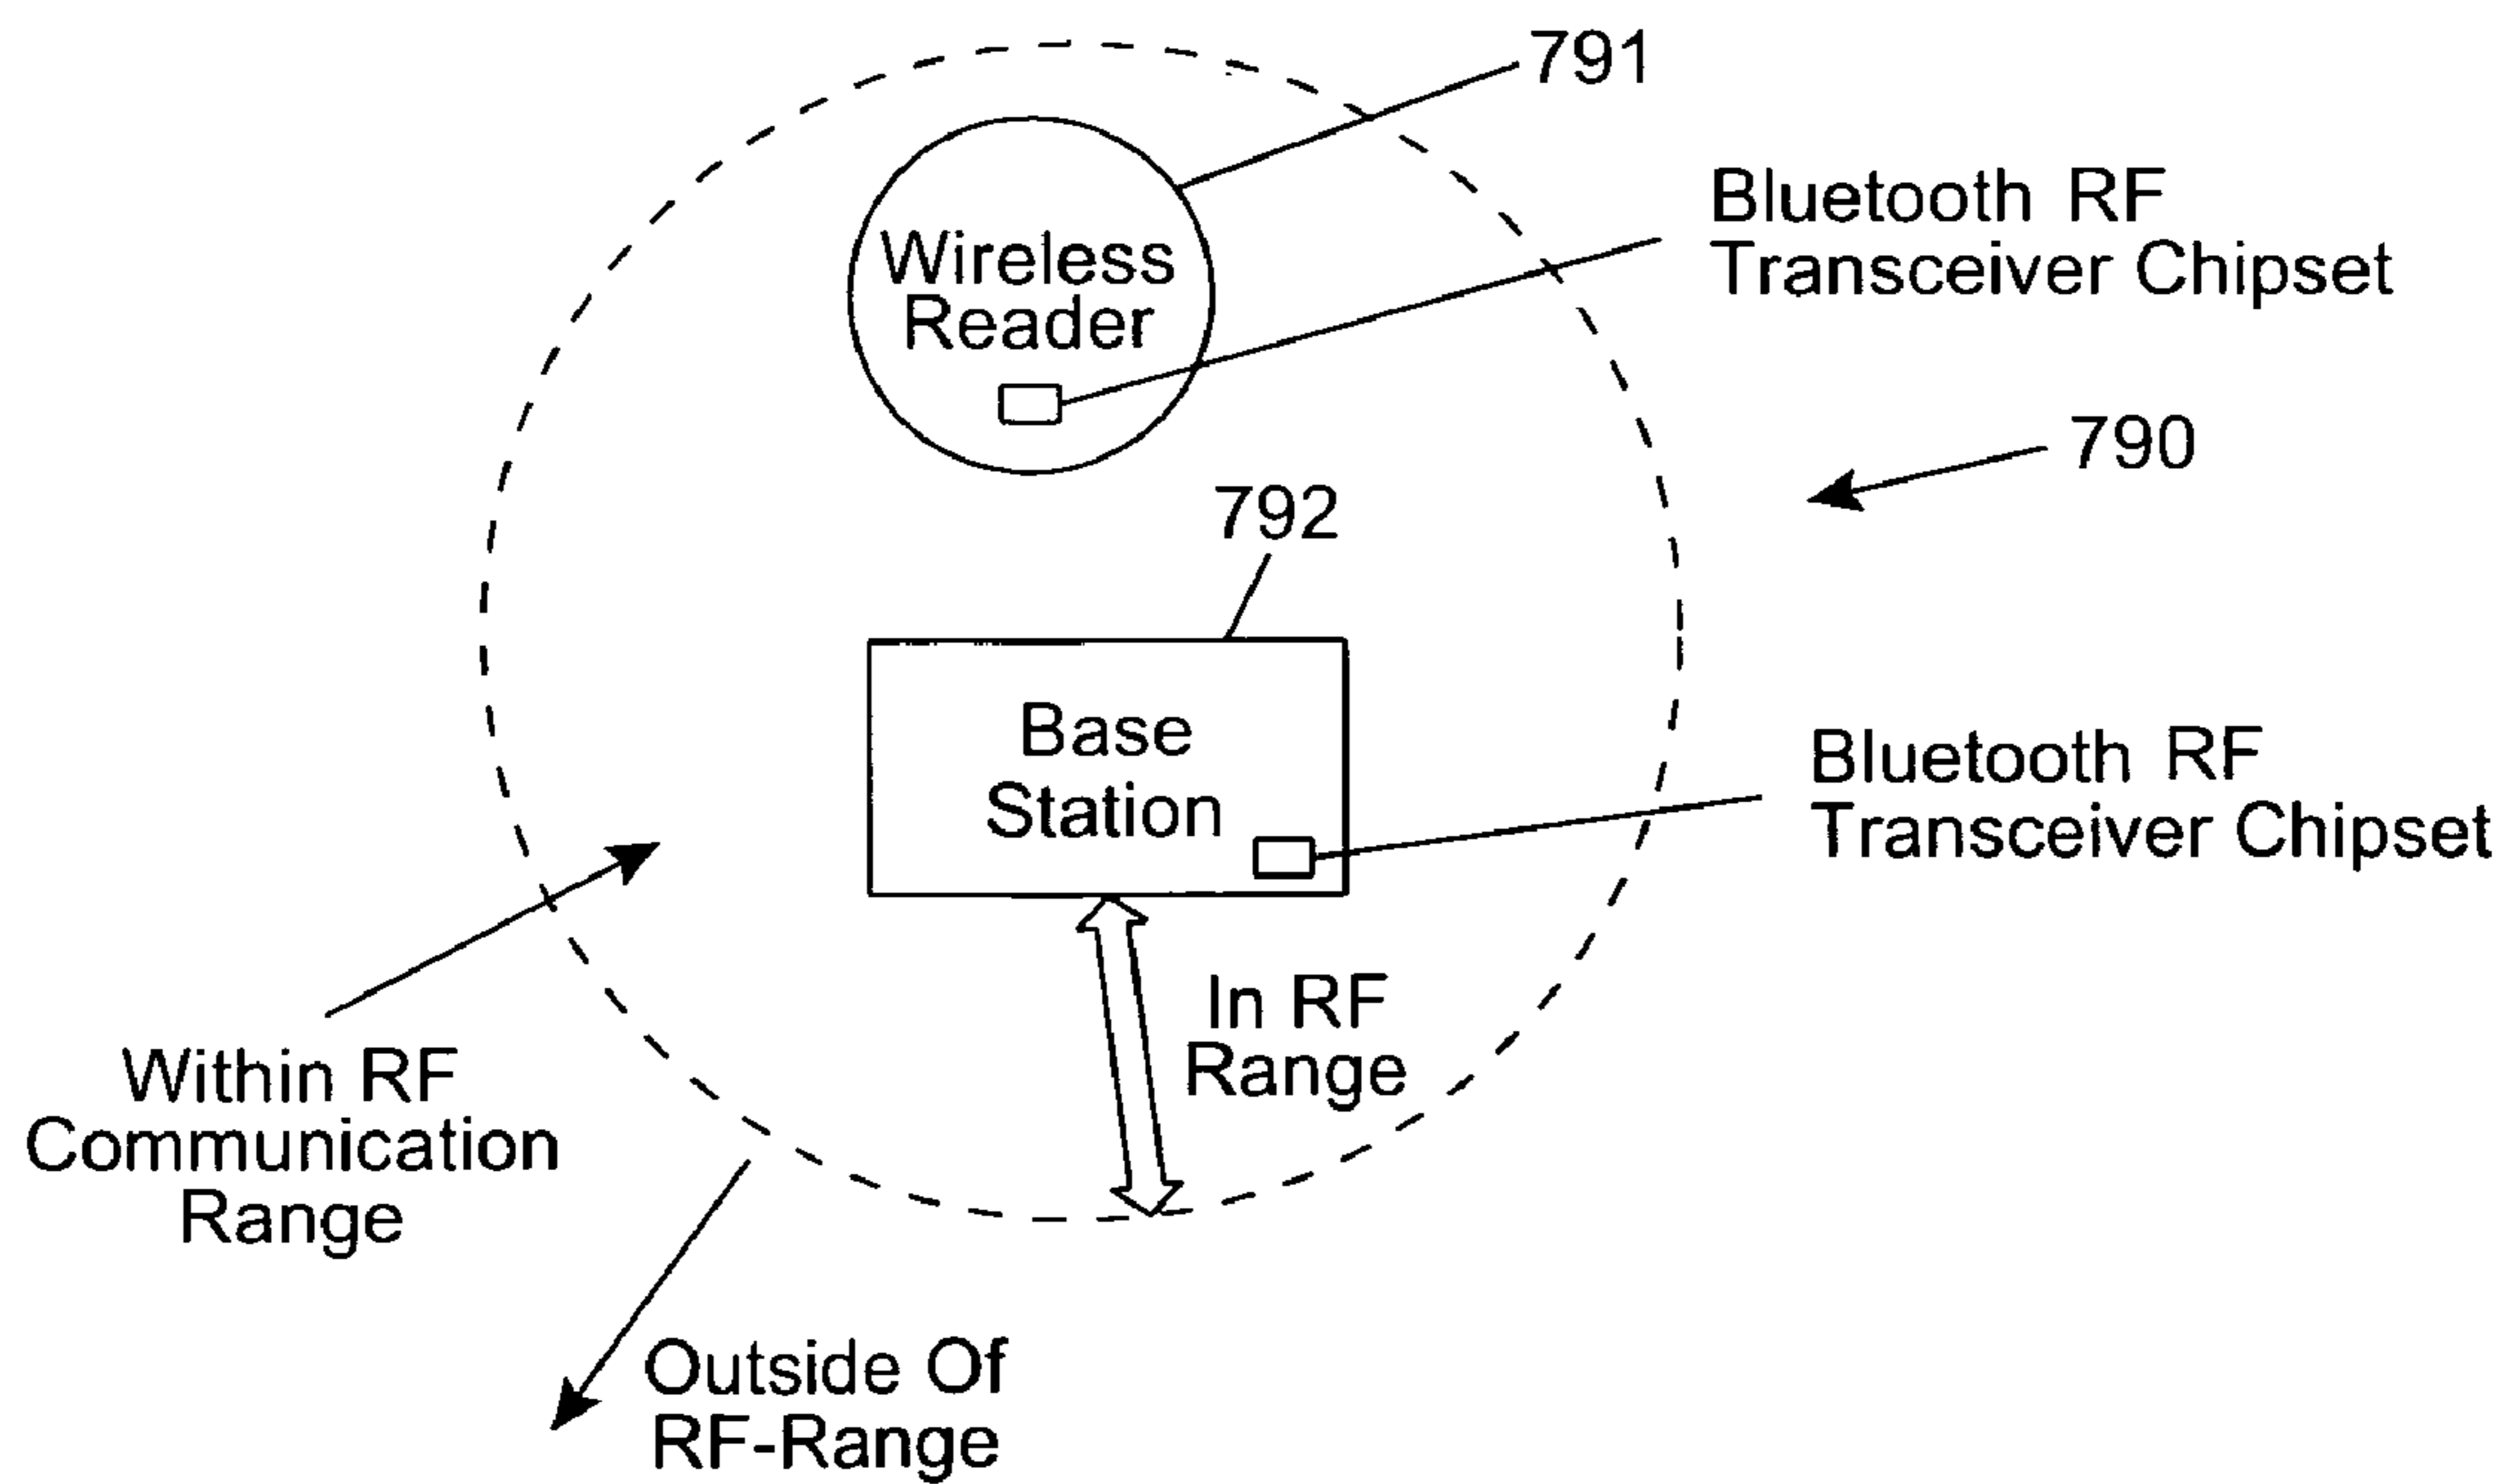 791
Wireless
Reader
Bluetooth RF
Transceiver Chipset
790
792
Base
Station
Bluetooth RF
Transceiver Chipset
In RF
Range
Within RF
Communication
Range
Outside Of
RF-Range